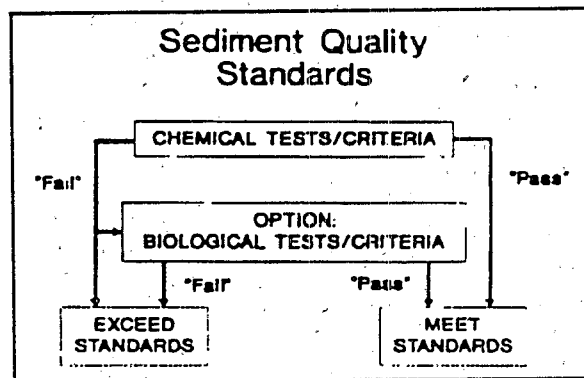 Sediment Quality
Standards
CHEMICAL TESTS/CRITERIA
"Fail"
"Pass"
OPTION:
BIOLOGICAL TESTS/CRITERIA
"Fail"
"Pass"
EXCEED
STANDARDS
MEET
STANDARDS